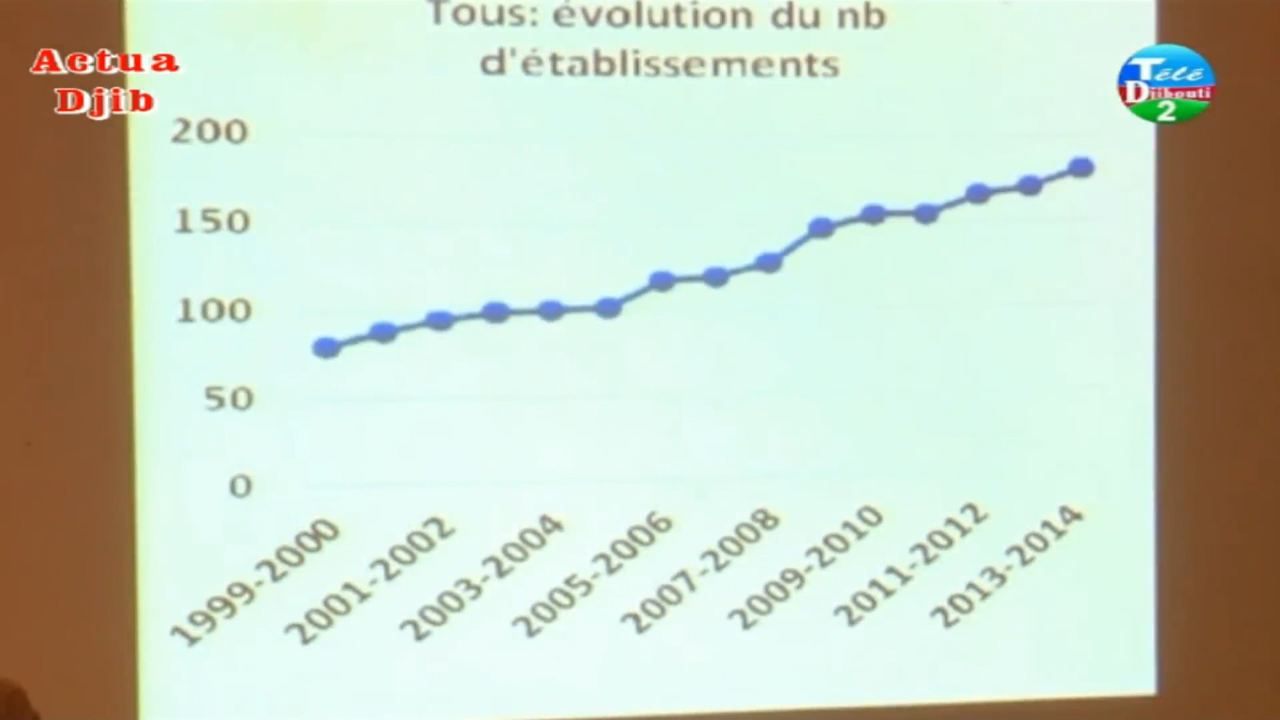 Tous: évolution du nb
d'établissements
Actua
Djib
Télé
Djibouti
2
200
150
100
50
0
1999-2000
2001-2002
2003-2004
2005-2006
2007-2008
2009-2010
2011-2012
2013-2014